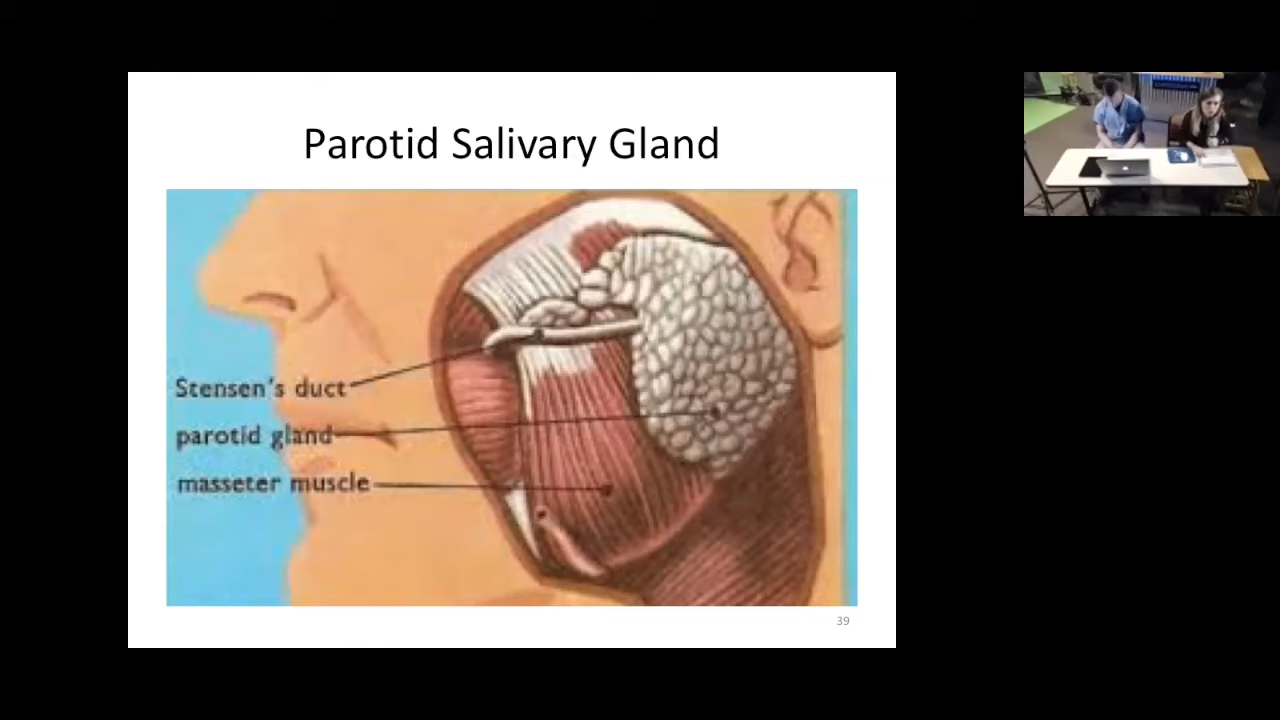 Parotid Salivary Gland
Stensen's duct
parotid gland
masseter muscle
39